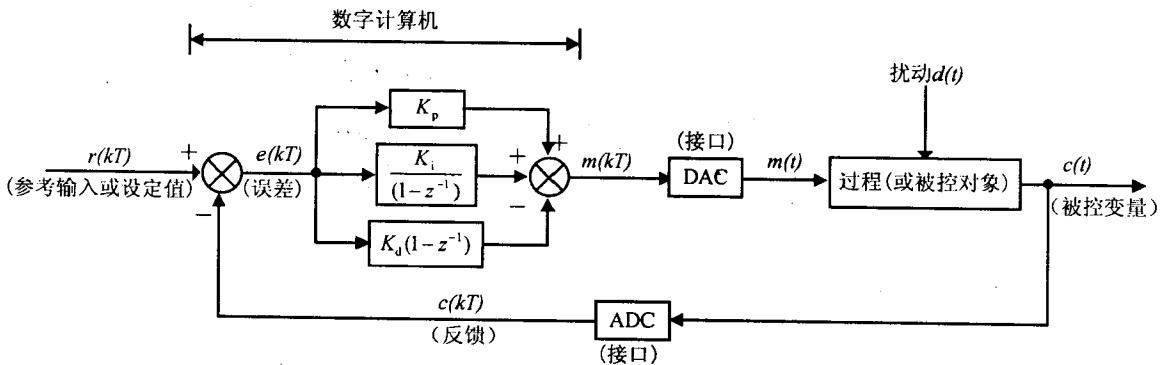 数字计算机
扰动d(t)
K_p
(接口)
r(kT)
+
e(kT)
K_i
(1-z^{-1})
+
+
m(kT)
DAC
m(t)
过程(或被控对象)
c(t)
(参考输入或设定值)
(误差)
(被控变量)
−
−
K_d(1-z^{-1})
c(kT)
(反馈)
ADC
(接口)